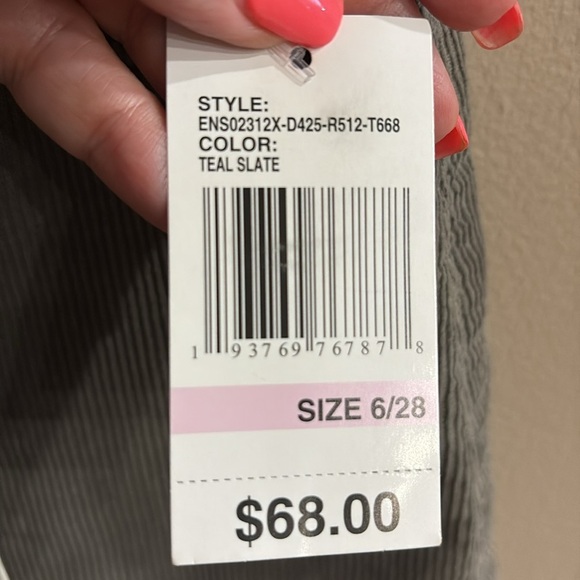 STYLE:
ENS02312X-D425-R512-T668
COLOR:
TEAL SLATE
1 93769 76787 8
SIZE 6/28
$68.00